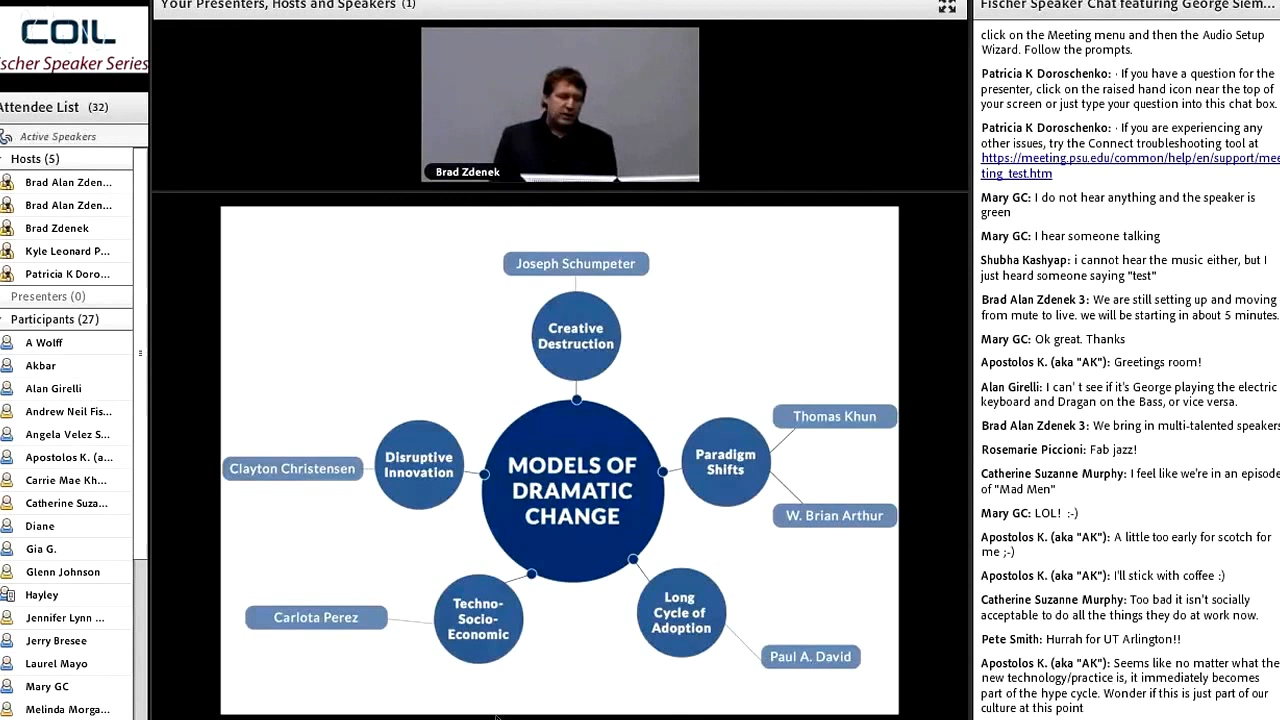 COIL
scher Speaker Series
Attendee List (32)
Active Speakers
Hosts (5)
Brad Alan Zden...
Brad Alan Zden...
Brad Zdenek
Kyle Leonard P...
Patricia K Doro...
Presenters (0)
Participants (27)
A Wolff
Akbar
Alan Girelli
Andrew Neil Fis...
Angela Velez S...
Apostolos K. (a...
Carrie Mae Kh...
Catherine Suza...
Diane
Gia G.
Glenn Johnson
Hayley
Jennifer Lynn ...
Jerry Bresee
Laurel Mayo
Mary GC
Melinda Morga...
Your Presenters, Hosts and Speakers (1)
Brad Zdenek
Joseph Schumpeter
Creative
Destruction
Thomas Khun
Paradigm
Shifts
W. Brian Arthur
Disruptive
Innovation
Clayton Christensen
MODELS OF
DRAMATIC
CHANGE
Techno-
Socio-
Economic
Carlota Perez
Long
Cycle of
Adoption
Paul A. David
Fischer Speaker Chat featuring George Siem...
click on the Meeting menu and then the Audio Setup
Wizard. Follow the prompts.
Patricia K Doroschenko: · If you have a question for the
presenter, click on the raised hand icon near the top of
your screen or just type your question into this chat box.
Patricia K Doroschenko: · If you are experiencing any
other issues, try the Connect troubleshooting tool at
https://meeting.psu.edu/common/help/en/support/mee
ting_test.htm
Mary GC: I do not hear anything and the speaker is
green
Mary GC: I hear someone talking
Shubha Kashyap: i cannot hear the music either, but I
just heard someone saying "test"
Brad Alan Zdenek 3: We are still setting up and moving
from mute to live. we will be starting in about 5 minutes.
Mary GC: Ok great. Thanks
Apostolos K. (aka "AK"): Greetings room!
Alan Girelli: I can' t see if it's George playing the electric
keyboard and Dragan on the Bass, or vice versa.
Brad Alan Zdenek 3: We bring in multi-talented speakers
Rosemarie Piccioni: Fab jazz!
Catherine Suzanne Murphy: I feel like we're in an episode
of "Mad Men"
Mary GC: LOL! :-)
Apostolos K. (aka "AK"): A little too early for scotch for
me ;-)
Apostolos K. (aka "AK"): I'll stick with coffee :)
Catherine Suzanne Murphy: Too bad it isn't socially
acceptable to do all the things they do at work now.
Pete Smith: Hurrah for UT Arlington!!
Apostolos K. (aka "AK"): Seems like no matter what the
new technology/practice is, it immediately becomes
part of the hype cycle. Wonder if this is just part of our
culture at this point